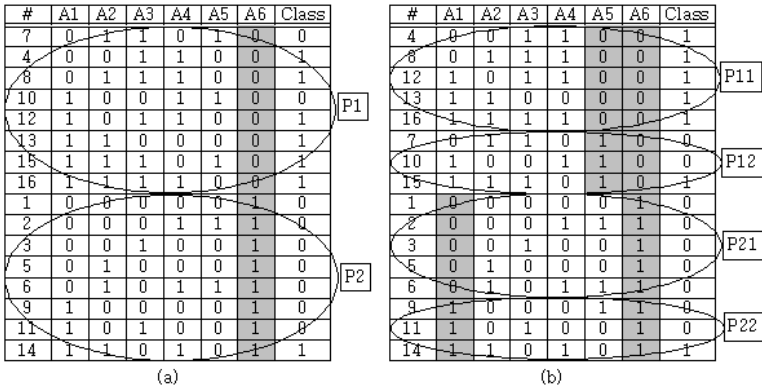 # A1 A2 A3 A4 A5 A6 Class
7 0 1 1 0 1 0 0
4 0 0 1 1 0 0 1
8 0 1 1 1 0 0 1
10 1 0 0 1 1 0 0
12 1 0 1 1 0 0 1
13 1 1 0 0 0 0 1
15 1 1 1 0 1 0 1
16 1 1 1 1 0 0 1
1 0 0 0 0 0 1 0
2 0 0 0 1 1 1 0
3 0 0 1 0 0 1 0
5 0 1 0 0 0 1 0
6 0 1 0 1 1 1 0
9 1 0 0 0 0 1 0
11 1 0 1 0 0 1 0
14 1 1 0 1 0 1 1
P1
P2
(a)
# A1 A2 A3 A4 A5 A6 Class
4 0 0 1 1 0 0 1
8 0 1 1 1 0 0 1
12 1 0 1 1 0 0 1
13 1 1 0 0 0 0 1
16 1 1 1 1 0 0 1
7 0 1 1 0 1 0 0
10 1 0 0 1 1 0 0
15 1 1 1 0 1 0 1
1 0 0 0 0 0 1 0
2 0 0 0 1 1 1 0
3 0 0 1 0 0 1 0
5 0 1 0 0 0 1 0
6 0 1 0 1 1 1 0
9 1 0 0 0 1 1 0
11 1 0 1 0 0 1 0
14 1 1 0 1 0 1 1
P11
P12
P21
P22
(b)